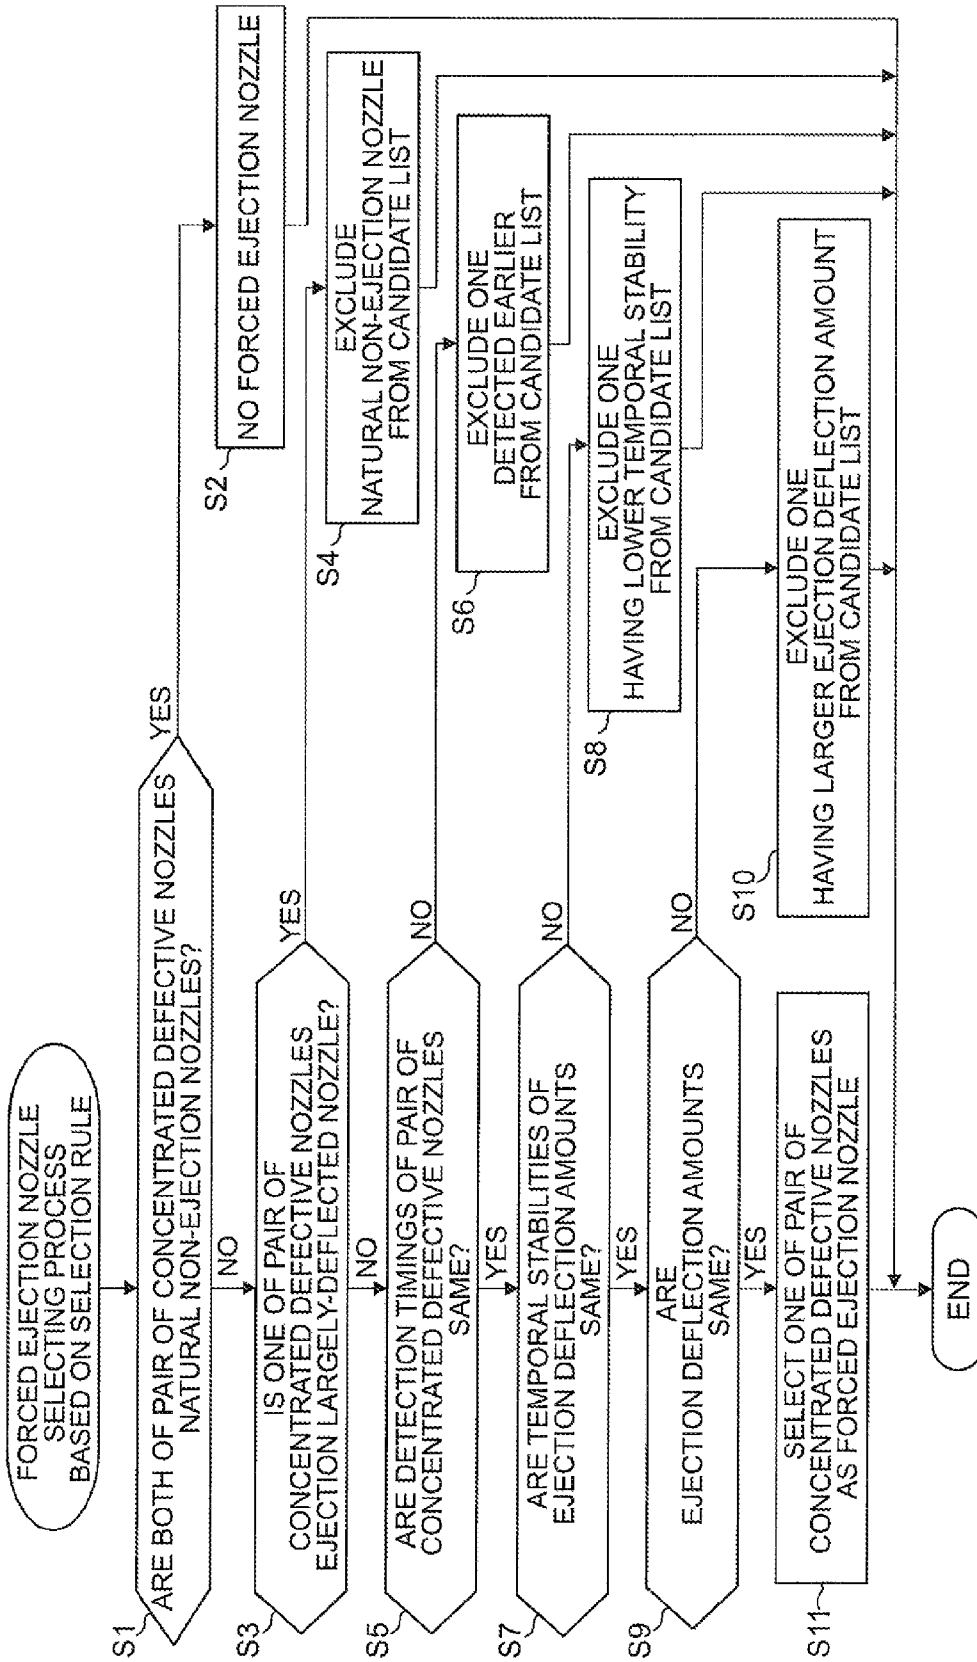 FORCED EJECTION NOZZLE
SELECTING PROCESS
BASED ON SELECTION RULE
S1
ARE BOTH OF PAIR OF CONCENTRATED DEFECTIVE NOZZLES
NATURAL NON-EJECTION NOZZLES?
YES
NO
S2
NO FORCED EJECTION NOZZLE
S3
IS ONE OF PAIR OF
CONCENTRATED DEFECTIVE NOZZLES
EJECTION LARGELY-DEFLECTED NOZZLE?
YES
NO
S4
EXCLUDE
NATURAL NON-EJECTION NOZZLE
FROM CANDIDATE LIST
S5
ARE DETECTION TIMINGS OF PAIR OF
CONCENTRATED DEFECTIVE NOZZLES
SAME?
NO
YES
S6
EXCLUDE ONE
DETECTED EARLIER
FROM CANDIDATE LIST
S7
ARE TEMPORAL STABILITIES OF
EJECTION DEFLECTION AMOUNTS
SAME?
NO
YES
S8
EXCLUDE ONE
HAVING LOWER TEMPORAL STABILITY
FROM CANDIDATE LIST
S9
ARE
EJECTION DEFLECTION AMOUNTS
SAME?
NO
YES
S10
EXCLUDE ONE
HAVING LARGER EJECTION DEFLECTION AMOUNT
FROM CANDIDATE LIST
S11
SELECT ONE OF PAIR OF
CONCENTRATED DEFECTIVE NOZZLES
AS FORCED EJECTION NOZZLE
END